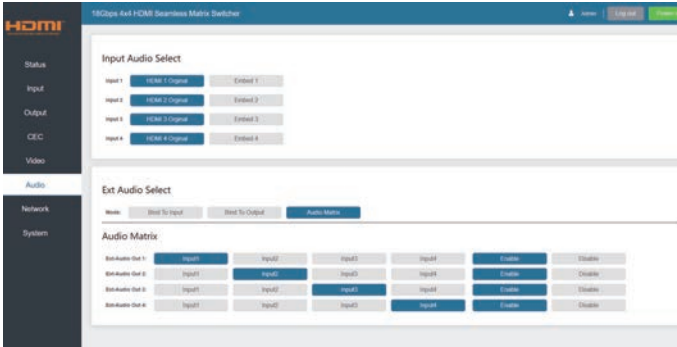 HDMI
18Gbps 4x4 HDMI Seamless Matrix Switcher
Admin Log out
Status
Input
Output
CEC
Video
Audio
Network
System
Input Audio Select
Input 1 HDMI 1 Orginal Embed 1
Input 2 HDMI 2 Orginal Embed 2
Input 3 HDMI 3 Orginal Embed 3
Input 4 HDMI 4 Orginal Embed 4
Ext Audio Select
Mode: Bind To Input Bind To Output Audio Matrix
Audio Matrix
Ext-Audio Out 1: Input1 Input2 Input3 Input4 Enable Disable
Ext-Audio Out 2: Input1 Input2 Input3 Input4 Enable Disable
Ext-Audio Out 3: Input1 Input2 Input3 Input4 Enable Disable
Ext-Audio Out 4: Input1 Input2 Input3 Input4 Enable Disable